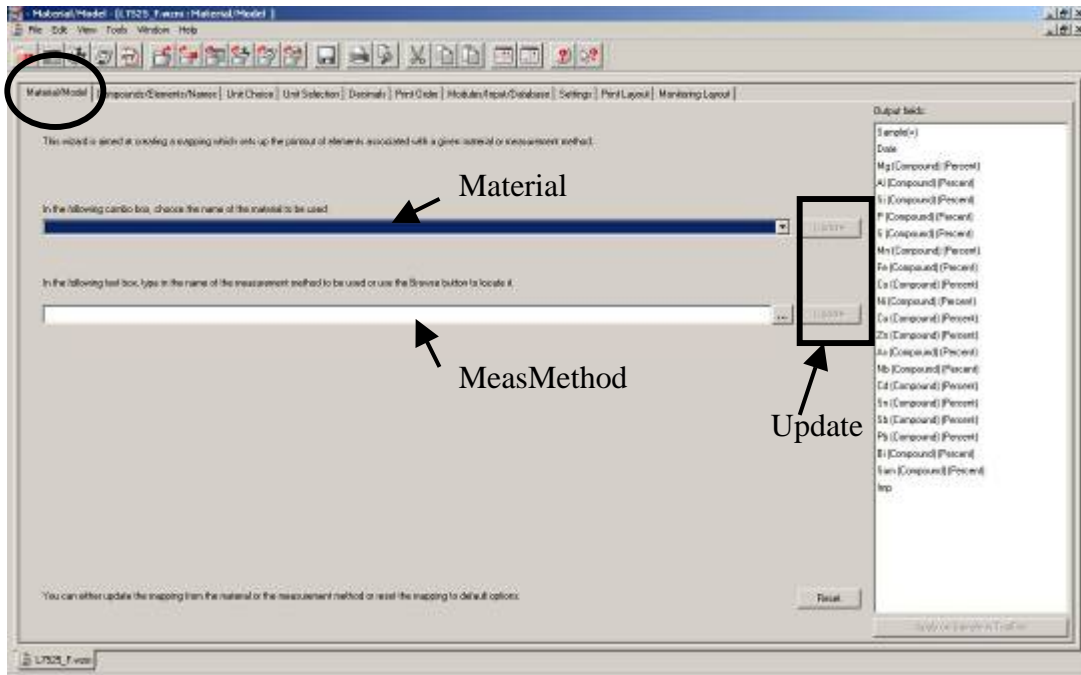 Material/Model - [L7525_F.wzmi : Material/Model ]
File Edit View Tools Window Help
Material/Model Compounds/Elements/Names Unit Choice Unit Selection Decimals Print Order Modules/Input/Database Settings Print Layout Monitoring Layout
Output fields:
This wizard is aimed at creating a mapping which sets up the printout of elements associated with a given material or measurement method.
Material
In the following combo box, choose the name of the material to be used
Update
In the following text box, type in the name of the measurement method to be used or use the Browse button to locate it.
...
Update
MeasMethod
Update
Sample(+)
Date
Mg (Compound) (Percent)
Al (Compound) (Percent)
Si (Compound) (Percent)
P (Compound) (Percent)
S (Compound) (Percent)
Mn (Compound) (Percent)
Fe (Compound) (Percent)
Co (Compound) (Percent)
Ni (Compound) (Percent)
Cu (Compound) (Percent)
Zn (Compound) (Percent)
As (Compound) (Percent)
Nb (Compound) (Percent)
Cd (Compound) (Percent)
Sn (Compound) (Percent)
Sb (Compound) (Percent)
Pb (Compound) (Percent)
Bi (Compound) (Percent)
Sum (Compound) (Percent)
Imp
You can either update the mapping from the material or the measurement method or reset the mapping to default options.
Reset